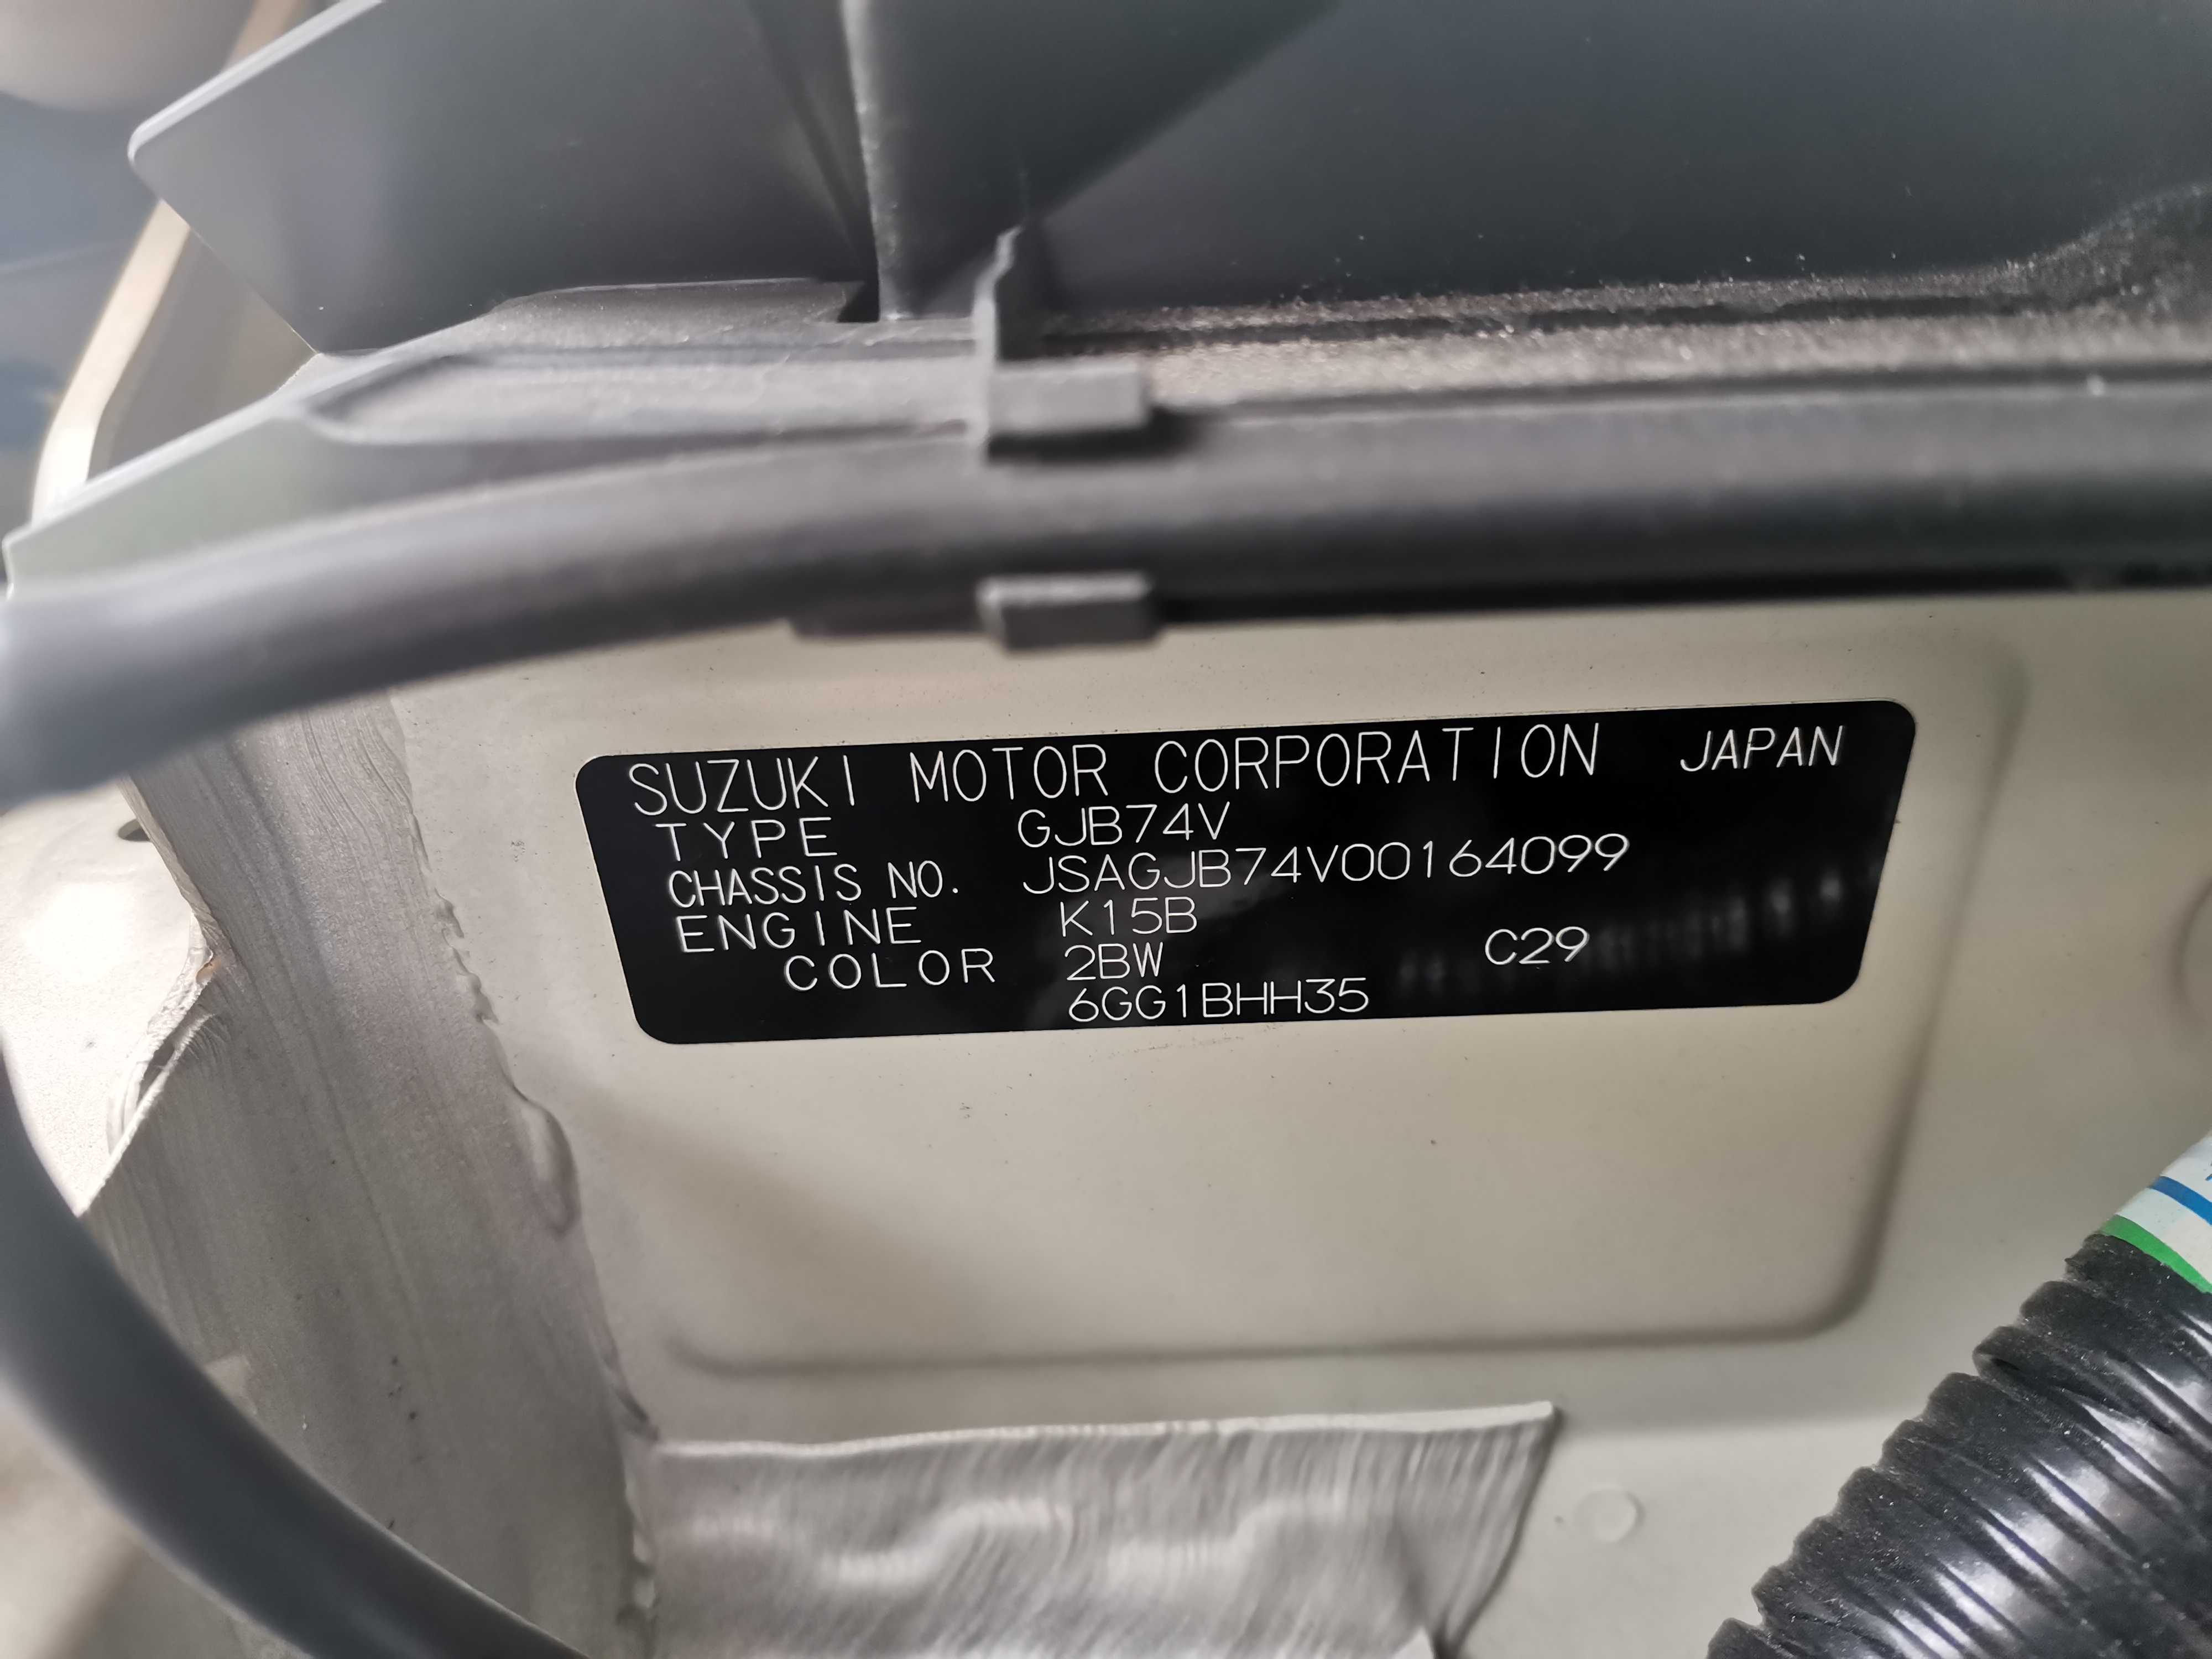 SUZUKI MOTOR CORPORATION JAPAN
TYPE GJB74V
CHASSIS NO. JSAGJB74V00164099
ENGINE K15B
COLOR 2BW C29
6GG1BHH35